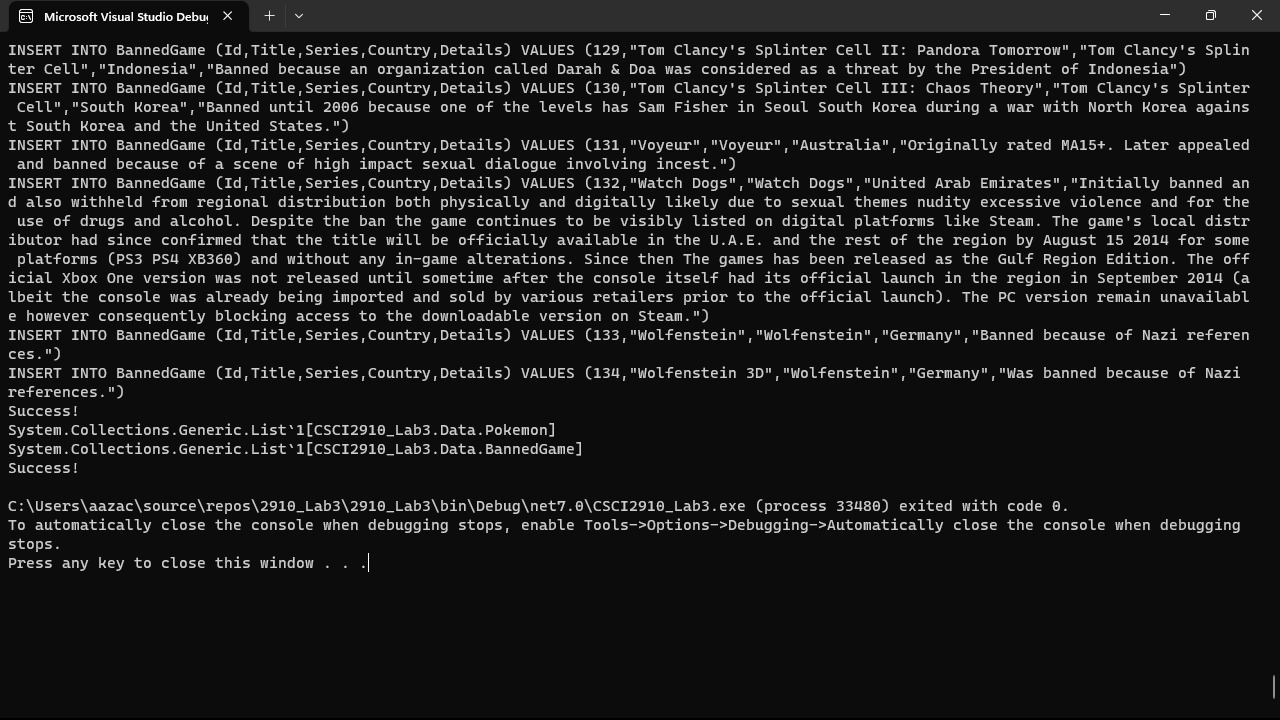 Microsoft Visual Studio Debug
INSERT INTO BannedGame (Id,Title,Series,Country,Details) VALUES (129,"Tom Clancy's Splinter Cell II: Pandora Tomorrow","Tom Clancy's Splin
ter Cell","Indonesia","Banned because an organization called Darah & Doa was considered as a threat by the President of Indonesia")
INSERT INTO BannedGame (Id,Title,Series,Country,Details) VALUES (130,"Tom Clancy's Splinter Cell III: Chaos Theory","Tom Clancy's Splinter
 Cell","South Korea","Banned until 2006 because one of the levels has Sam Fisher in Seoul South Korea during a war with North Korea agains
t South Korea and the United States.")
INSERT INTO BannedGame (Id,Title,Series,Country,Details) VALUES (131,"Voyeur","Voyeur","Australia","Originally rated MA15+. Later appealed
 and banned because of a scene of high impact sexual dialogue involving incest.")
INSERT INTO BannedGame (Id,Title,Series,Country,Details) VALUES (132,"Watch Dogs","Watch Dogs","United Arab Emirates","Initially banned an
d also withheld from regional distribution both physically and digitally likely due to sexual themes nudity excessive violence and for the
 use of drugs and alcohol. Despite the ban the game continues to be visibly listed on digital platforms like Steam. The game's local distr
ibutor had since confirmed that the title will be officially available in the U.A.E. and the rest of the region by August 15 2014 for some
 platforms (PS3 PS4 XB360) and without any in-game alterations. Since then The games has been released as the Gulf Region Edition. The off
icial Xbox One version was not released until sometime after the console itself had its official launch in the region in September 2014 (a
lbeit the console was already being imported and sold by various retailers prior to the official launch). The PC version remain unavailabl
e however consequently blocking access to the downloadable version on Steam.")
INSERT INTO BannedGame (Id,Title,Series,Country,Details) VALUES (133,"Wolfenstein","Wolfenstein","Germany","Banned because of Nazi referen
ces.")
INSERT INTO BannedGame (Id,Title,Series,Country,Details) VALUES (134,"Wolfenstein 3D","Wolfenstein","Germany","Was banned because of Nazi
references.")
Success!
System.Collections.Generic.List`1[CSCI2910_Lab3.Data.Pokemon]
System.Collections.Generic.List`1[CSCI2910_Lab3.Data.BannedGame]
Success!
C:\Users\aazac\source\repos\2910_Lab3\2910_Lab3\bin\Debug\net7.0\CSCI2910_Lab3.exe (process 33480) exited with code 0.
To automatically close the console when debugging stops, enable Tools->Options->Debugging->Automatically close the console when debugging
stops.
Press any key to close this window . . .